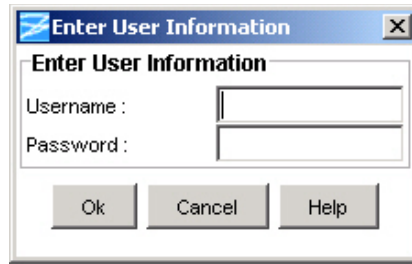 Enter User Information
Enter User Information
Username :
Password :
Ok Cancel Help